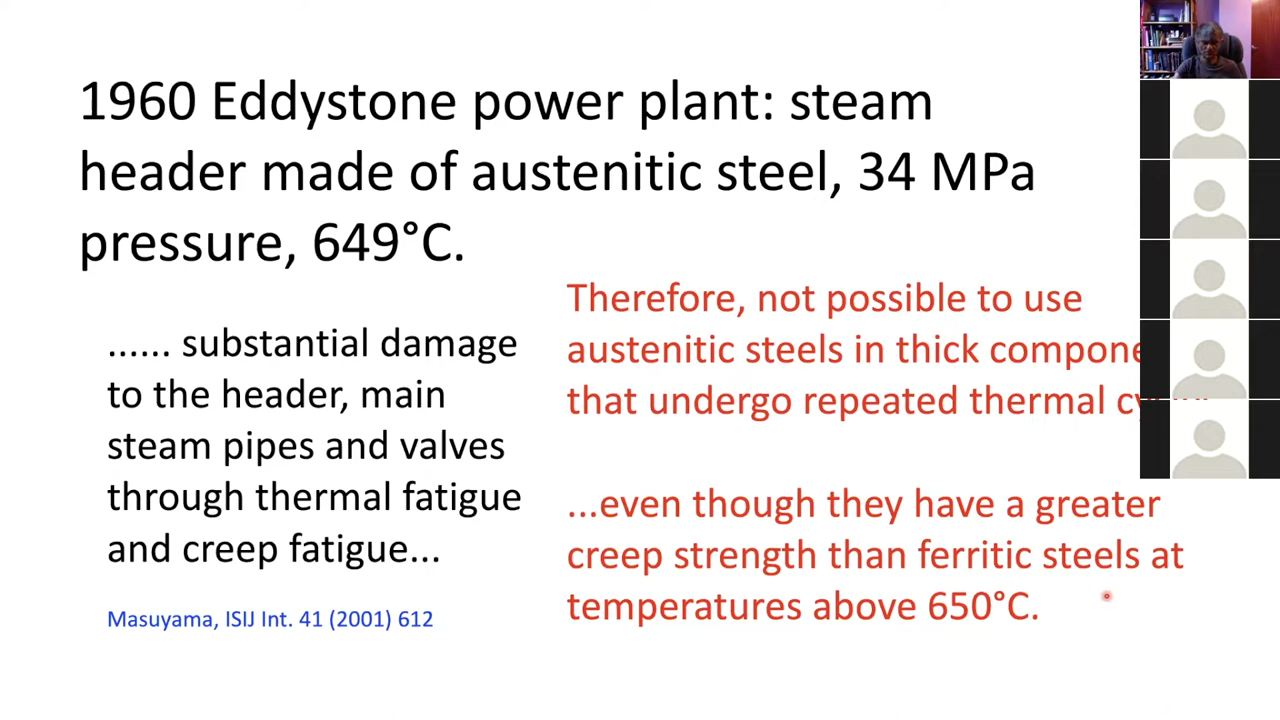 1960 Eddystone power plant: steam
header made of austenitic steel, 34 MPa
pressure, 649°C.
...... substantial damage
to the header, main
steam pipes and valves
through thermal fatigue
and creep fatigue...
Masuyama, ISIJ Int. 41 (2001) 612
Therefore, not possible to use
austenitic steels in thick compone
that undergo repeated thermal
...even though they have a greater
creep strength than ferritic steels at
temperatures above 650°C.